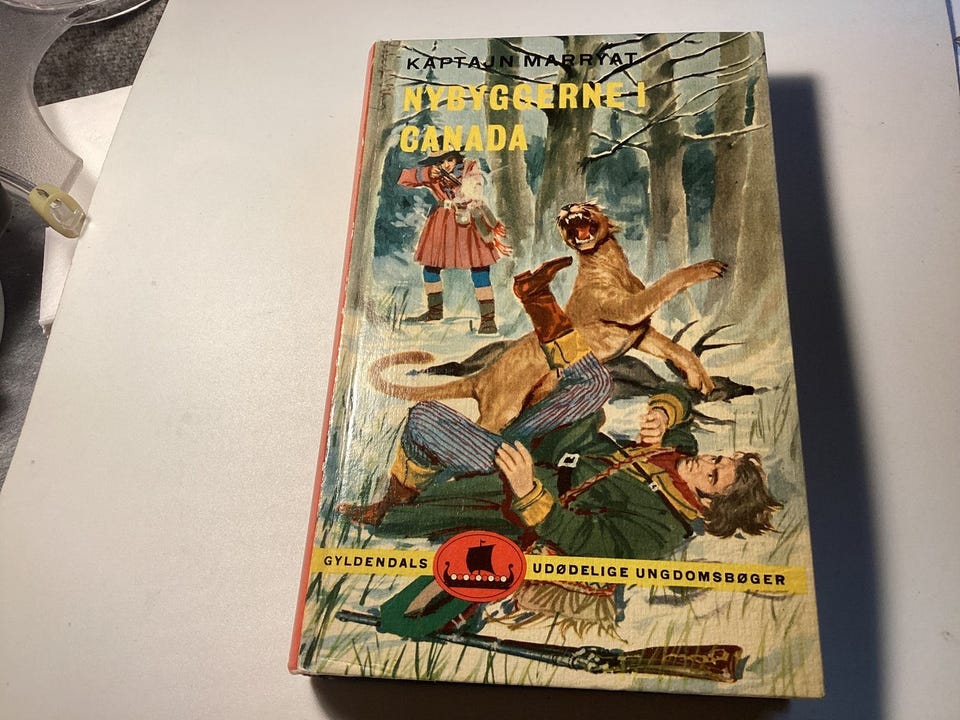 KAPTAJN MARRYAT
NYBYGGERNE I
CANADA
GYLDENDALS UDØDELIGE UNGDOMSBØGER